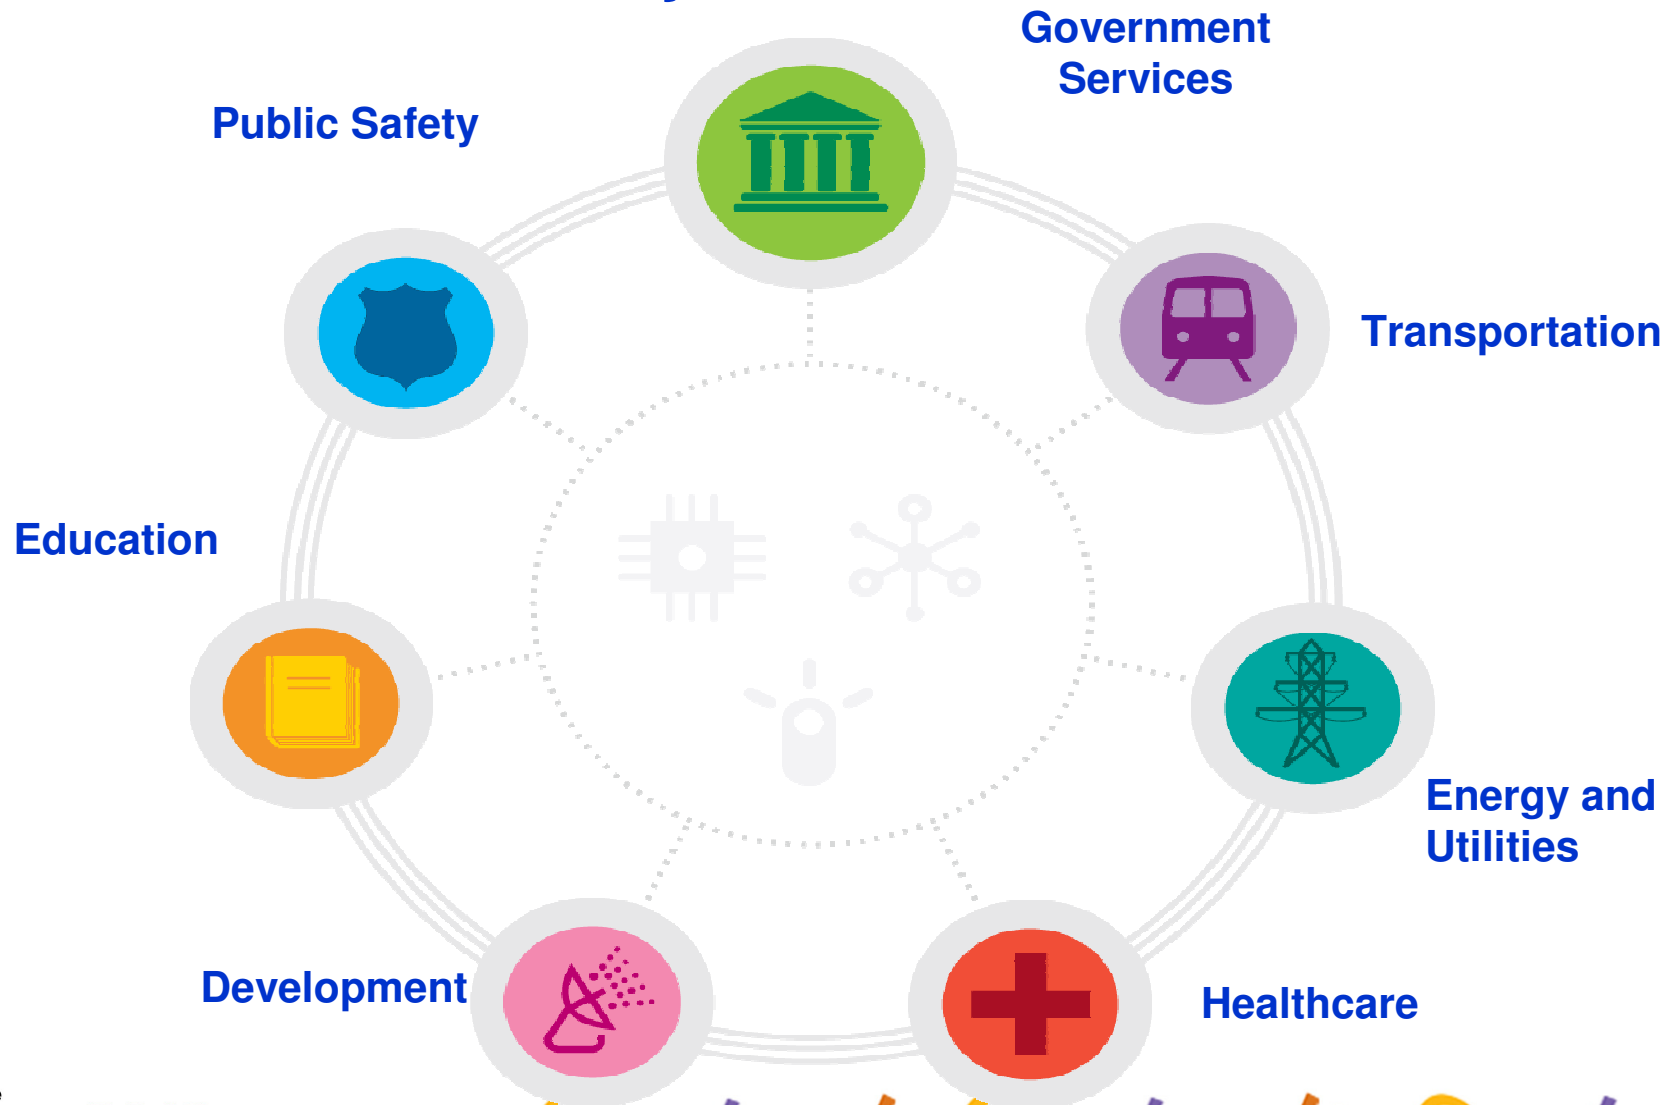 Government
Services
Public Safety
Transportation
Education
Energy and
Utilities
Development
Healthcare